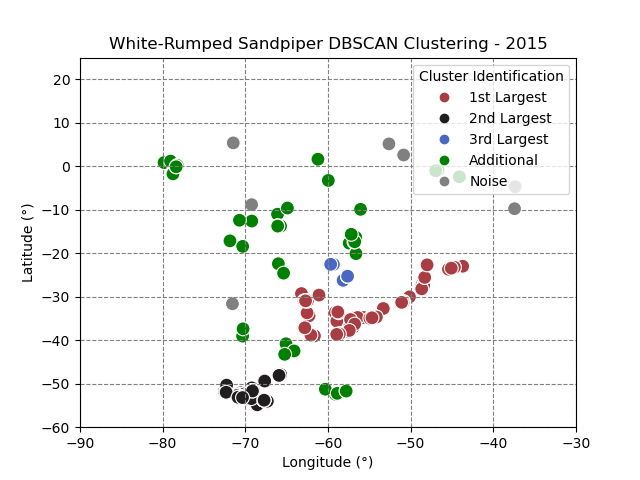 White-Rumped Sandpiper DBSCAN Clustering - 2015
Cluster Identification
1st Largest
2nd Largest
3rd Largest
Additional
Noise
20
10
0
−10
−20
−30
−40
−50
−60
Latitude (°)
−90 −80 −70 −60 −50 −40 −30
Longitude (°)